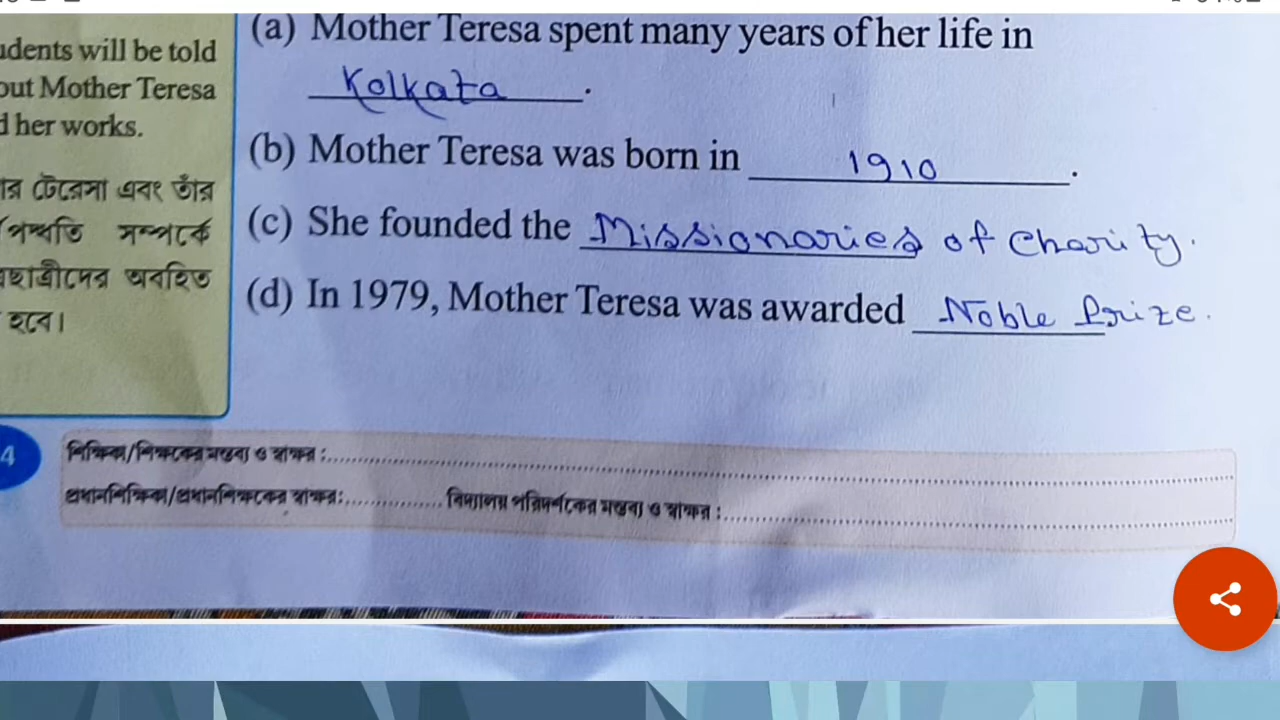 udents will be told
out Mother Teresa
d her works.
ার টেরেসা এবং তাঁর
পদ্ধতি সম্পর্কে
ছাত্রীদের অবহিত
হবে।
(a) Mother Teresa spent many years of her life in
Kolkata.
(b) Mother Teresa was born in 1910.
(c) She founded the Missionaries of Charity.
(d) In 1979, Mother Teresa was awarded Noble Prize.
4
শিক্ষিকা/শিক্ষকের মন্তব্য ও স্বাক্ষর :
প্রধানশিক্ষিকা/প্রধানশিক্ষকের স্বাক্ষর: বিদ্যালয় পরিদর্শকের মন্তব্য ও স্বাক্ষর :